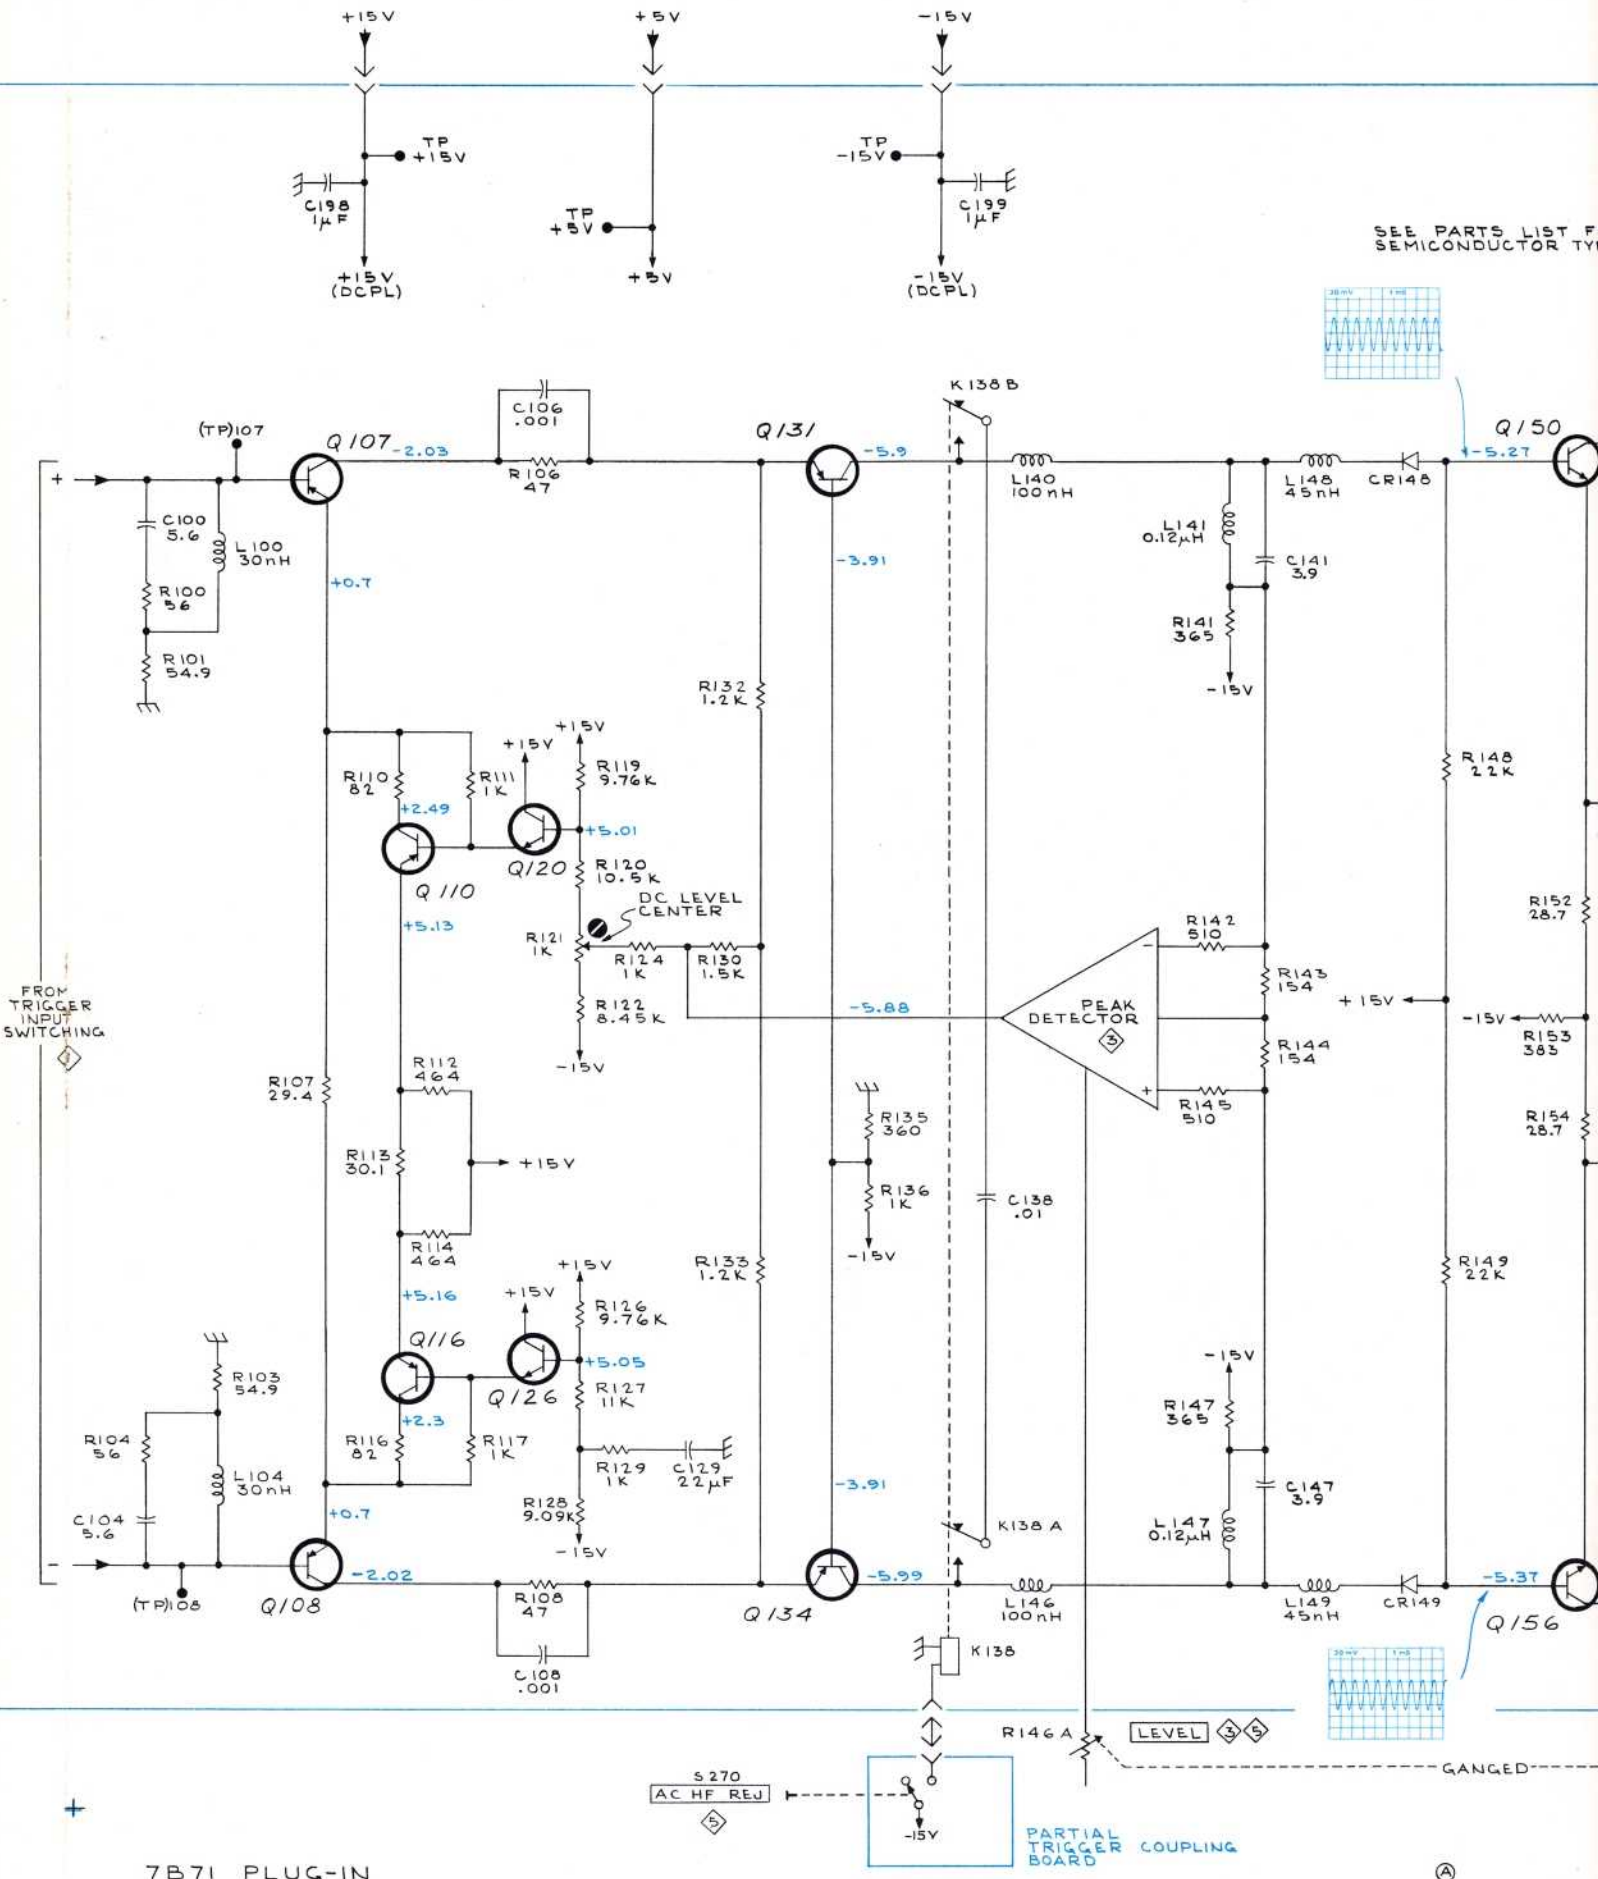 +15V
+5V
-15V
TP
+15V
C198
1µF
+15V
(DCPL)
TP
+5V
+5V
TP
-15V
C199
1µF
-15V
(DCPL)
SEE PARTS LIST F
SEMICONDUCTOR TY
1 mS
K138B
(TP)107
Q107
-2.03
C106
.001
R106
47
Q131
-5.9
L140
100nH
L148
45nH
CR148
-5.27
Q150
+
C100
5.6
L100
30nH
R100
56
R101
54.9
+0.7
-3.91
L141
0.12µH
C141
3.9
R141
365
-15V
R132
1.2K
R148
22K
+15V
+15V
R119
9.76K
R110
82
R111
1K
+2.49
+5.01
Q120
R120
10.5K
Q110
DC LEVEL
CENTER
+5.13
R121
1K
R124
1K
R130
1.5K
R122
8.45K
-15V
-5.88
PEAK
DETECTOR
3
-
+
R142
510
R143
154
R144
154
R145
510
+15V
R152
28.7
-15V
R153
383
R154
28.7
FROM
TRIGGER
INPUT
SWITCHING
R107
29.4
R112
464
R113
30.1
+15V
R114
464
R135
360
R136
1K
-15V
C138
.01
R133
1.2K
R149
22K
+5.16
+15V
+15V
R126
9.76K
Q116
Q126
+5.05
R127
11K
+2.3
R116
82
R117
1K
R129
1K
C129
22µF
R128
9.09K
-15V
R103
54.9
R104
56
L104
30nH
C104
5.6
+0.7
-3.91
-15V
R147
365
C147
3.9
L147
0.12µH
K138A
-
(TP)108
Q108
-2.02
R108
47
C108
.001
Q134
-5.99
L146
100nH
L149
45nH
CR149
-5.37
Q156
K138
1 mS
R146A
LEVEL 3 5
GANGED
S270
AC HF REJ
5
-15V
PARTIAL
TRIGGER COUPLING
BOARD
7B71 PLUG-IN
A